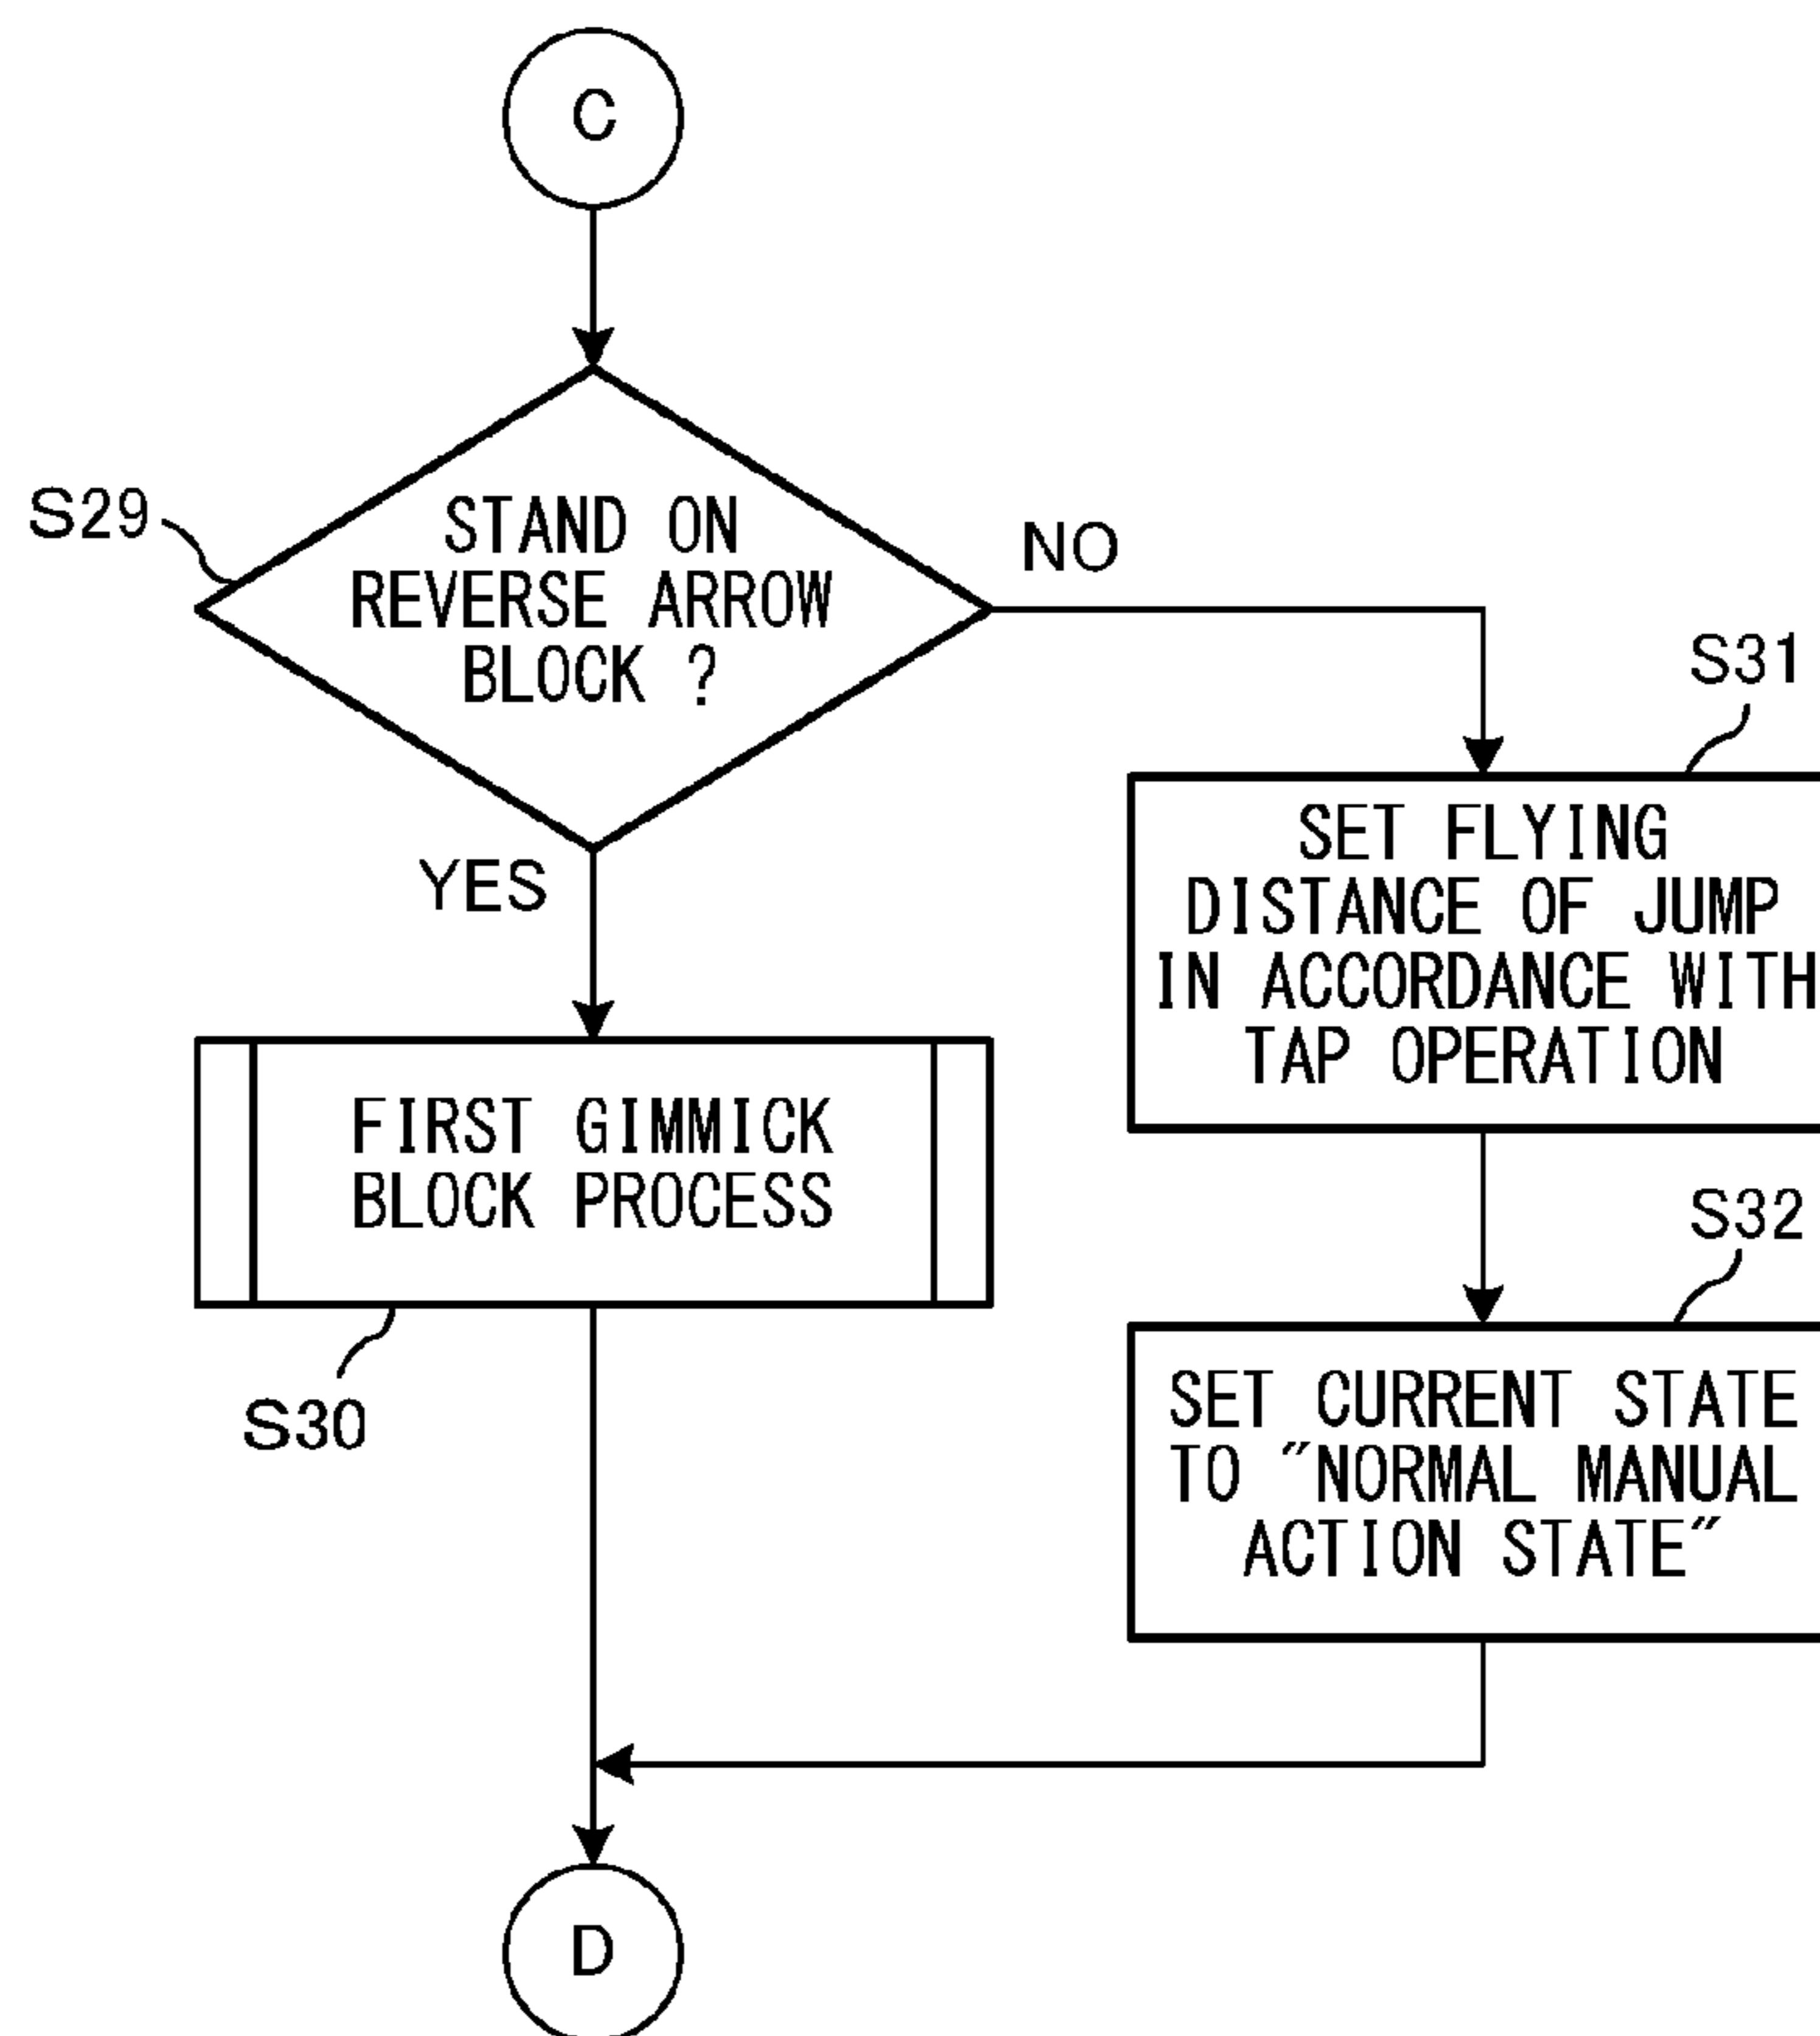 C
S29
STAND ON
REVERSE ARROW
BLOCK ?
NO
YES
S31
SET FLYING
DISTANCE OF JUMP
IN ACCORDANCE WITH
TAP OPERATION
FIRST GIMMICK
BLOCK PROCESS
S30
S32
SET CURRENT STATE
TO "NORMAL MANUAL
ACTION STATE"
D